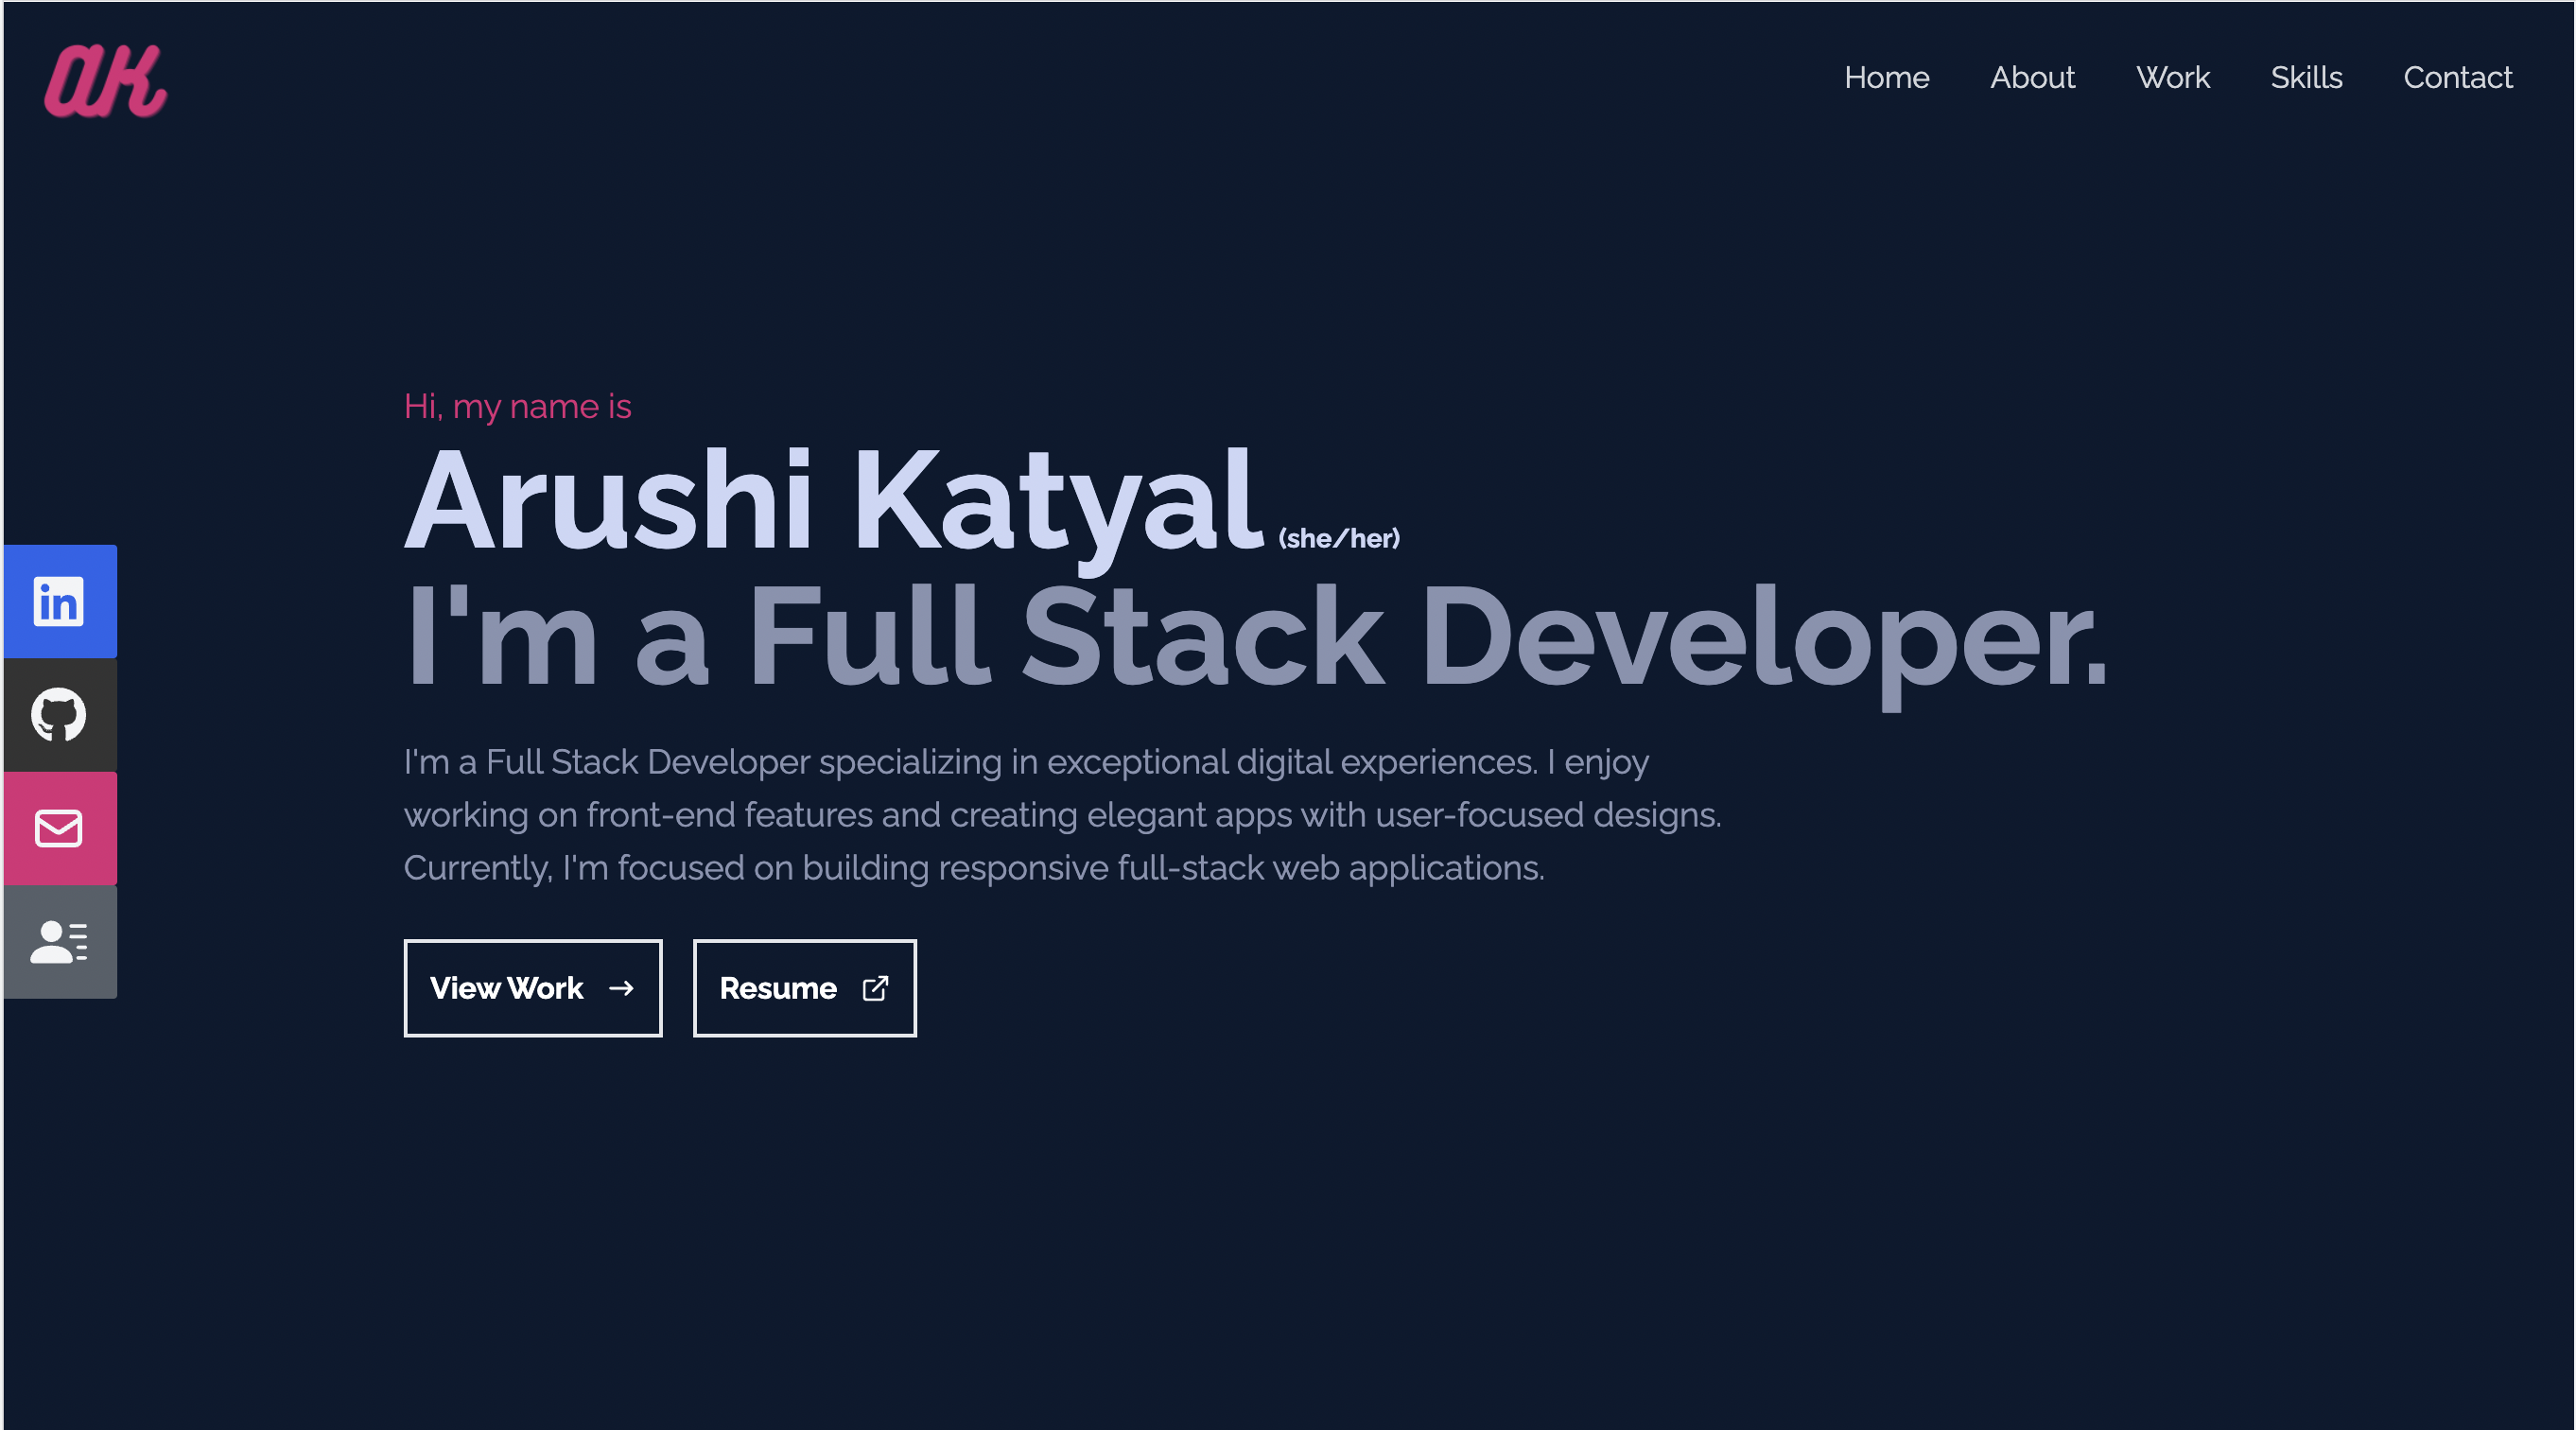 ak
Home About Work Skills Contact
Hi, my name is
Arushi Katyal (she/her)
I'm a Full Stack Developer.
I'm a Full Stack Developer specializing in exceptional digital experiences. I enjoy
working on front-end features and creating elegant apps with user-focused designs.
Currently, I'm focused on building responsive full-stack web applications.
in
View Work → Resume